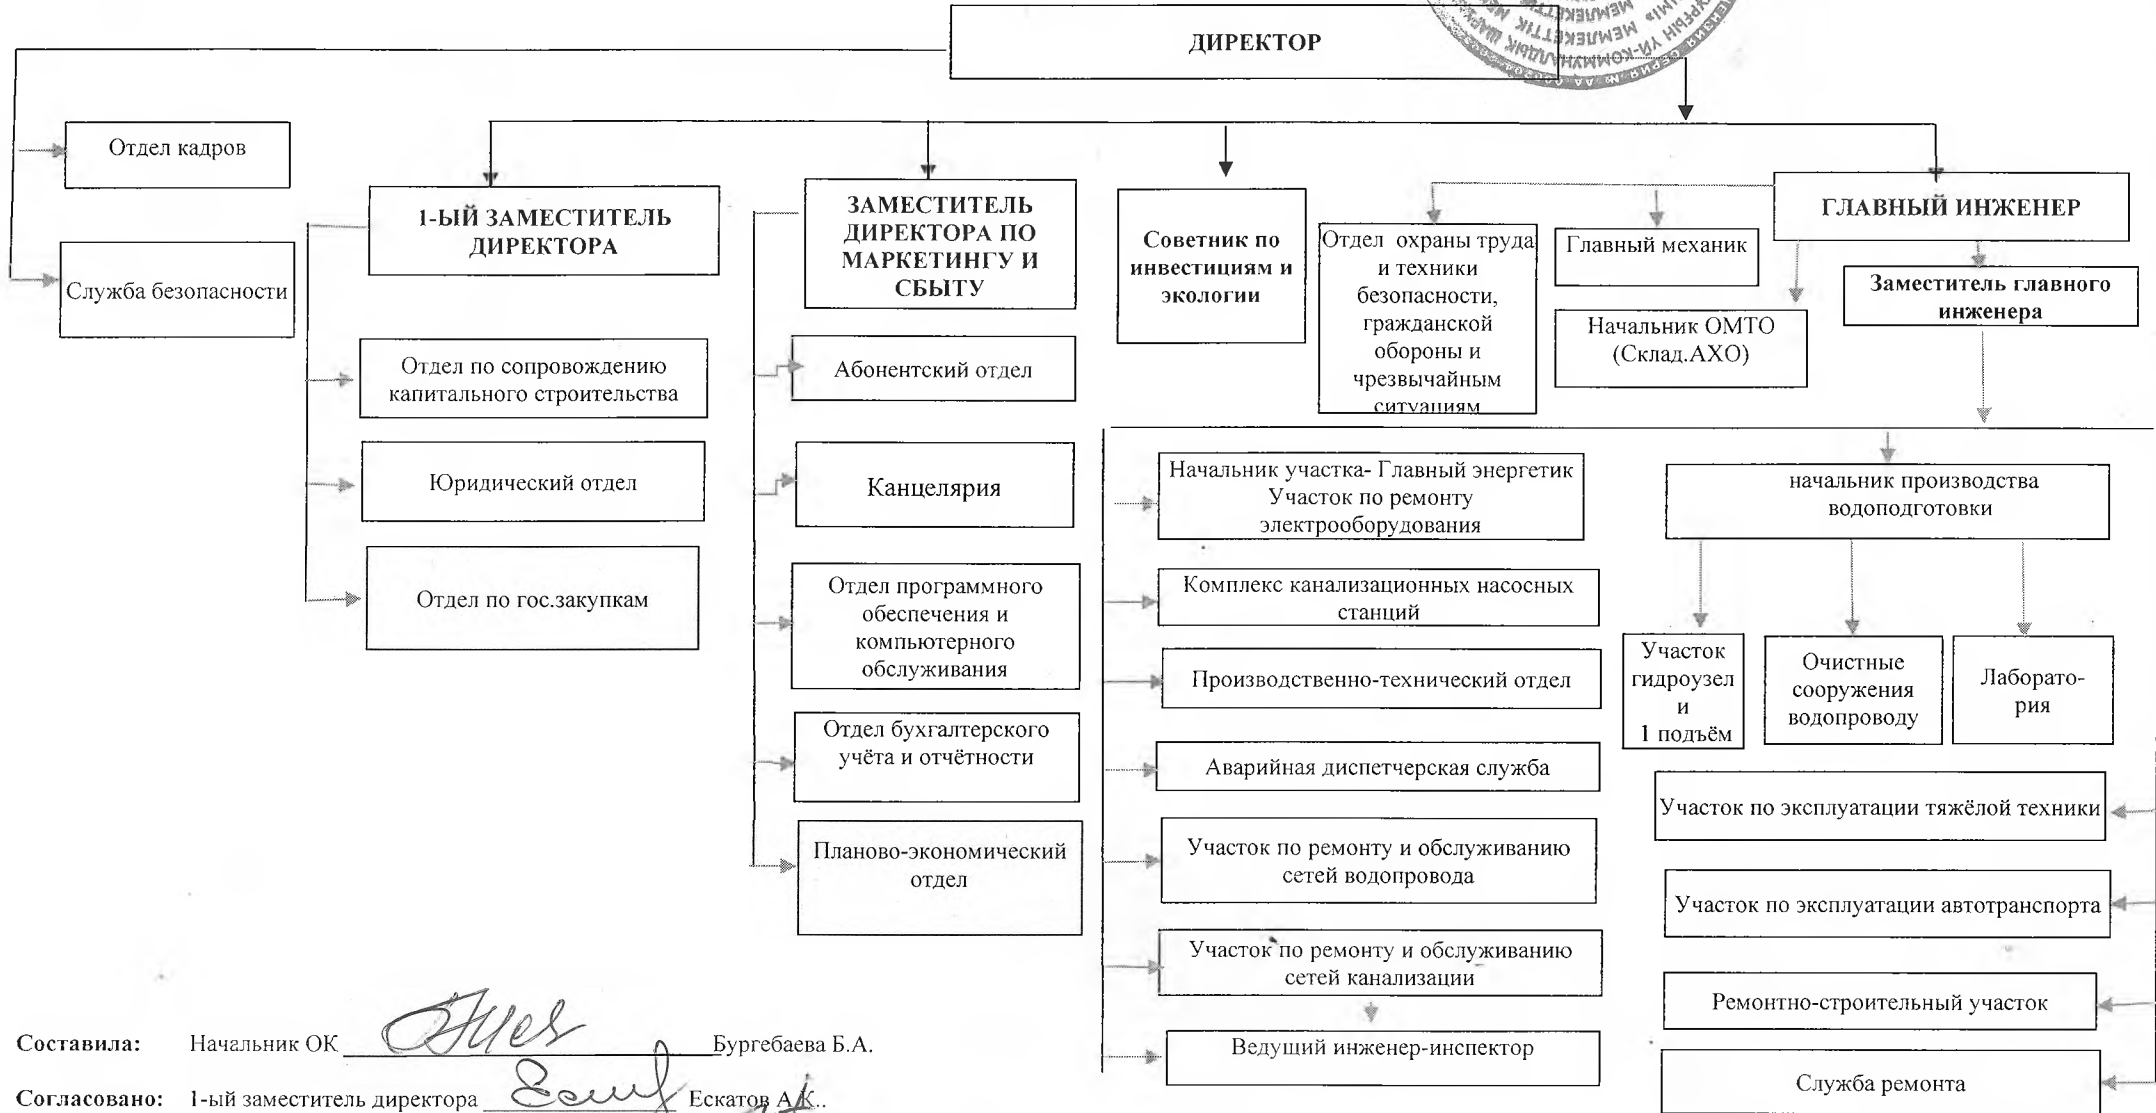 ДИРЕКТОР
Отдел кадров
Служба безопасности
1-ЫЙ ЗАМЕСТИТЕЛЬ
ДИРЕКТОРА
Отдел по сопровождению
капитального строительства
Юридический отдел
Отдел по гос.закупкам
ЗАМЕСТИТЕЛЬ
ДИРЕКТОРА ПО
МАРКЕТИНГУ И
СБЫТУ
Абонентский отдел
Канцелярия
Отдел программного
обеспечения и
компьютерного
обслуживания
Отдел бухгалтерского
учёта и отчётности
Планово-экономический
отдел
Советник по
инвестициям и
экологии
Отдел охраны труда
и техники
безопасности,
гражданской
обороны и
чрезвычайным
ситуациям
Главный механик
Начальник ОМТО
(Склад.АХО)
ГЛАВНЫЙ ИНЖЕНЕР
Заместитель главного
инженера
Начальник участка- Главный энергетик
Участок по ремонту
электрооборудования
Комплекс канализационных насосных
станций
Производственно-технический отдел
Аварийная диспетчерская служба
Участок по ремонту и обслуживанию
сетей водопровода
Участок по ремонту и обслуживанию
сетей канализации
Ведущий инженер-инспектор
начальник производства
водоподготовки
Участок
гидроузел
и
1 подъём
Очистные
сооружения
водопроводу
Лаборато-
рия
Участок по эксплуатации тяжёлой техники
Участок по эксплуатации автотранспорта
Ремонтно-строительный участок
Служба ремонта
Составила: Начальник ОК Бургебаева Б.А.
Согласовано: 1-ый заместитель директора Ескатов А.К..